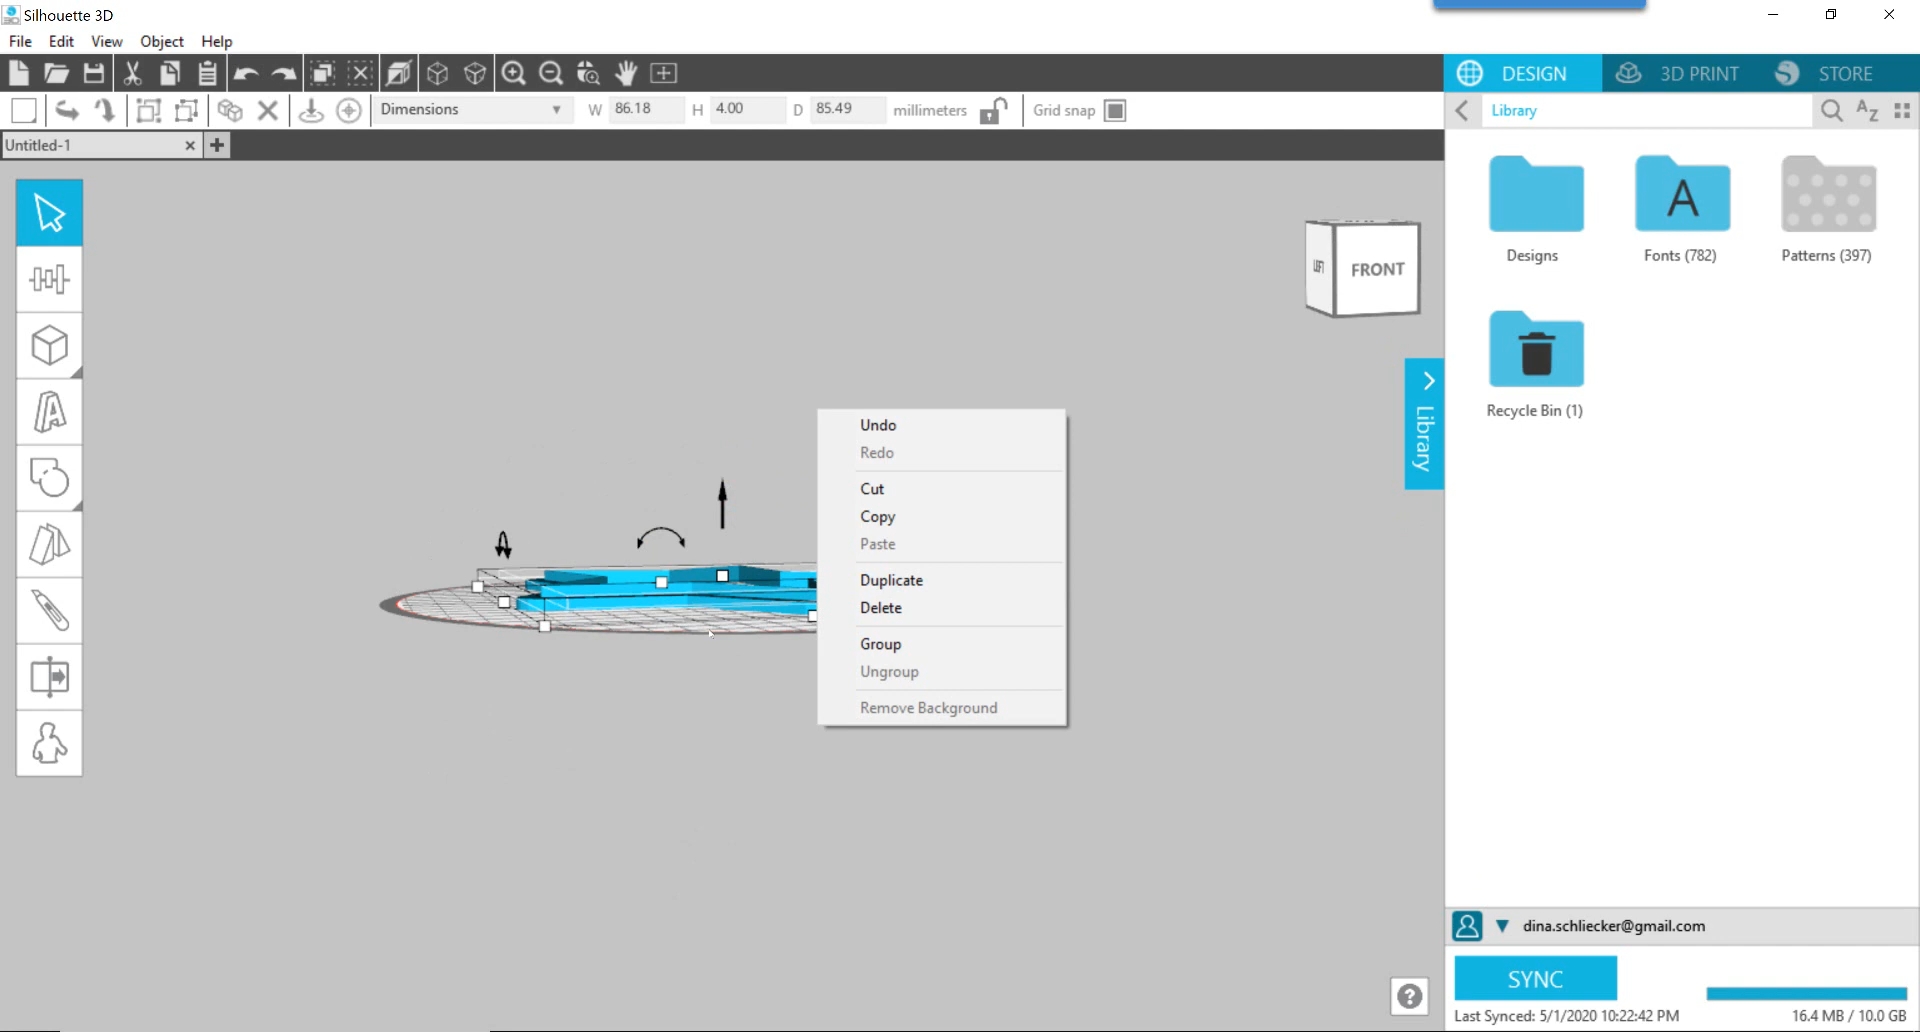 Silhouette 3D
File Edit View Object Help
DESIGN 3D PRINT STORE
Dimensions W 86.18 H 4.00 D 85.49 millimeters Grid snap
Library
Untitled-1
LEFT FRONT
Designs Fonts (782) Patterns (397)
Recycle Bin (1)
Library
Undo
Redo
Cut
Copy
Paste
Duplicate
Delete
Group
Ungroup
Remove Background
dina.schliecker@gmail.com
SYNC
Last Synced: 5/1/2020 10:22:42 PM 16.4 MB / 10.0 GB